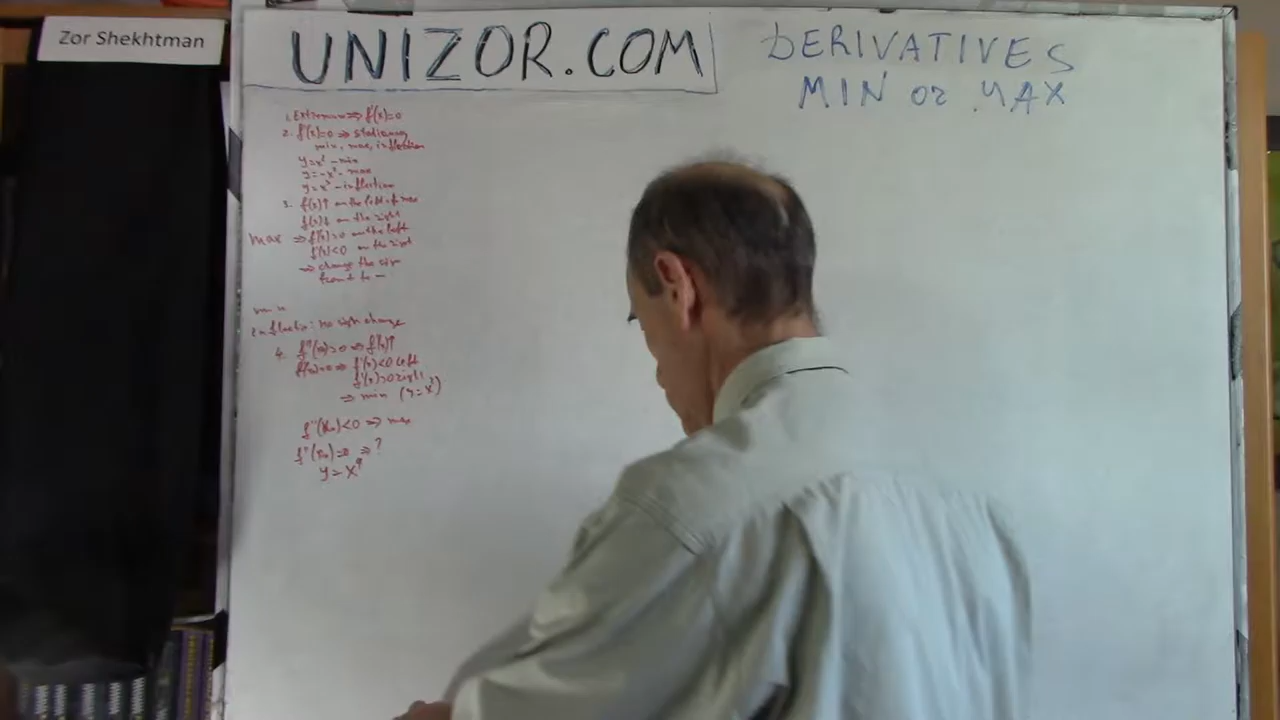 Zor Shekhtman
UNIZOR.COM
DERIVATIVES
MIN or MAX
1. Extremum ⇒ f'(x)=0
2. f'(x)=0 ⇒ stationary
min, max, inflection
y=x² - min
y=-x² - max
y=x³ - inflection
3. f(x)↑ on the left of max
f(x)↓ on the right
max ⇒ f'(x)>0 on the left
f'(x)<0 on the right
⇒ change the sign
from + to -
min
inflection: no sign change
4. f''(x₀)>0 ⇒ f'(x)↑
f'(x₀)=0 ⇒ f'(x)<0 left
f'(x)>0 right
⇒ min (y=x²)
f''(x₀)<0 ⇒ max
f''(x₀)=0 ⇒ ?
y=x⁴